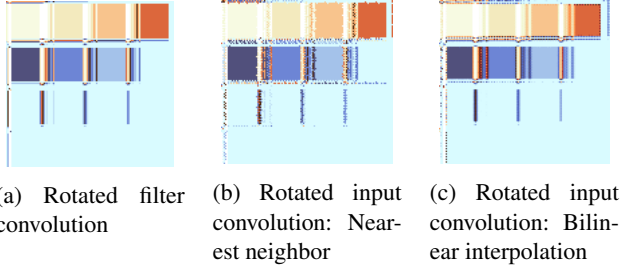 (a) Rotated filter
convolution
(b) Rotated input
convolution: Near-
est neighbor
(c) Rotated input
convolution: Bilin-
ear interpolation